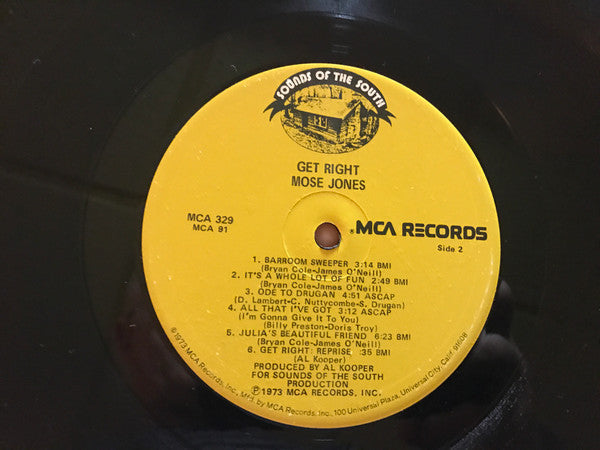 SOUNDS OF THE SOUTH
GET RIGHT
MOSE JONES
MCA 329
MCA 91
®MCA RECORDS
Side 2
1. BARROOM SWEEPER 3:14 BMI
(Bryan Cole-James O'Neill)
2. IT'S A WHOLE LOT OF FUN 2:49 BMI
(Bryan Cole-James O'Neill)
3. ODE TO DRUGAN 4:51 ASCAP
(D. Lambert-C. Nuttycombe-S. Drugan)
4. ALL THAT I'VE GOT 3:12 ASCAP
(I'm Gonna Give It To You)
(Billy Preston-Doris Troy)
5. JULIA'S BEAUTIFUL FRIEND 6:23 BMI
(Bryan Cole-James O'Neill)
6. GET RIGHT: REPRISE :35 BMI
(AL Kooper)
PRODUCED BY AL KOOPER
FOR SOUNDS OF THE SOUTH
PRODUCTION
℗1973 MCA RECORDS, INC.
©1973 MCA Records, Inc., Mfg. by MCA Records, Inc., 100 Universal Plaza, Universal City, Calif. 91608